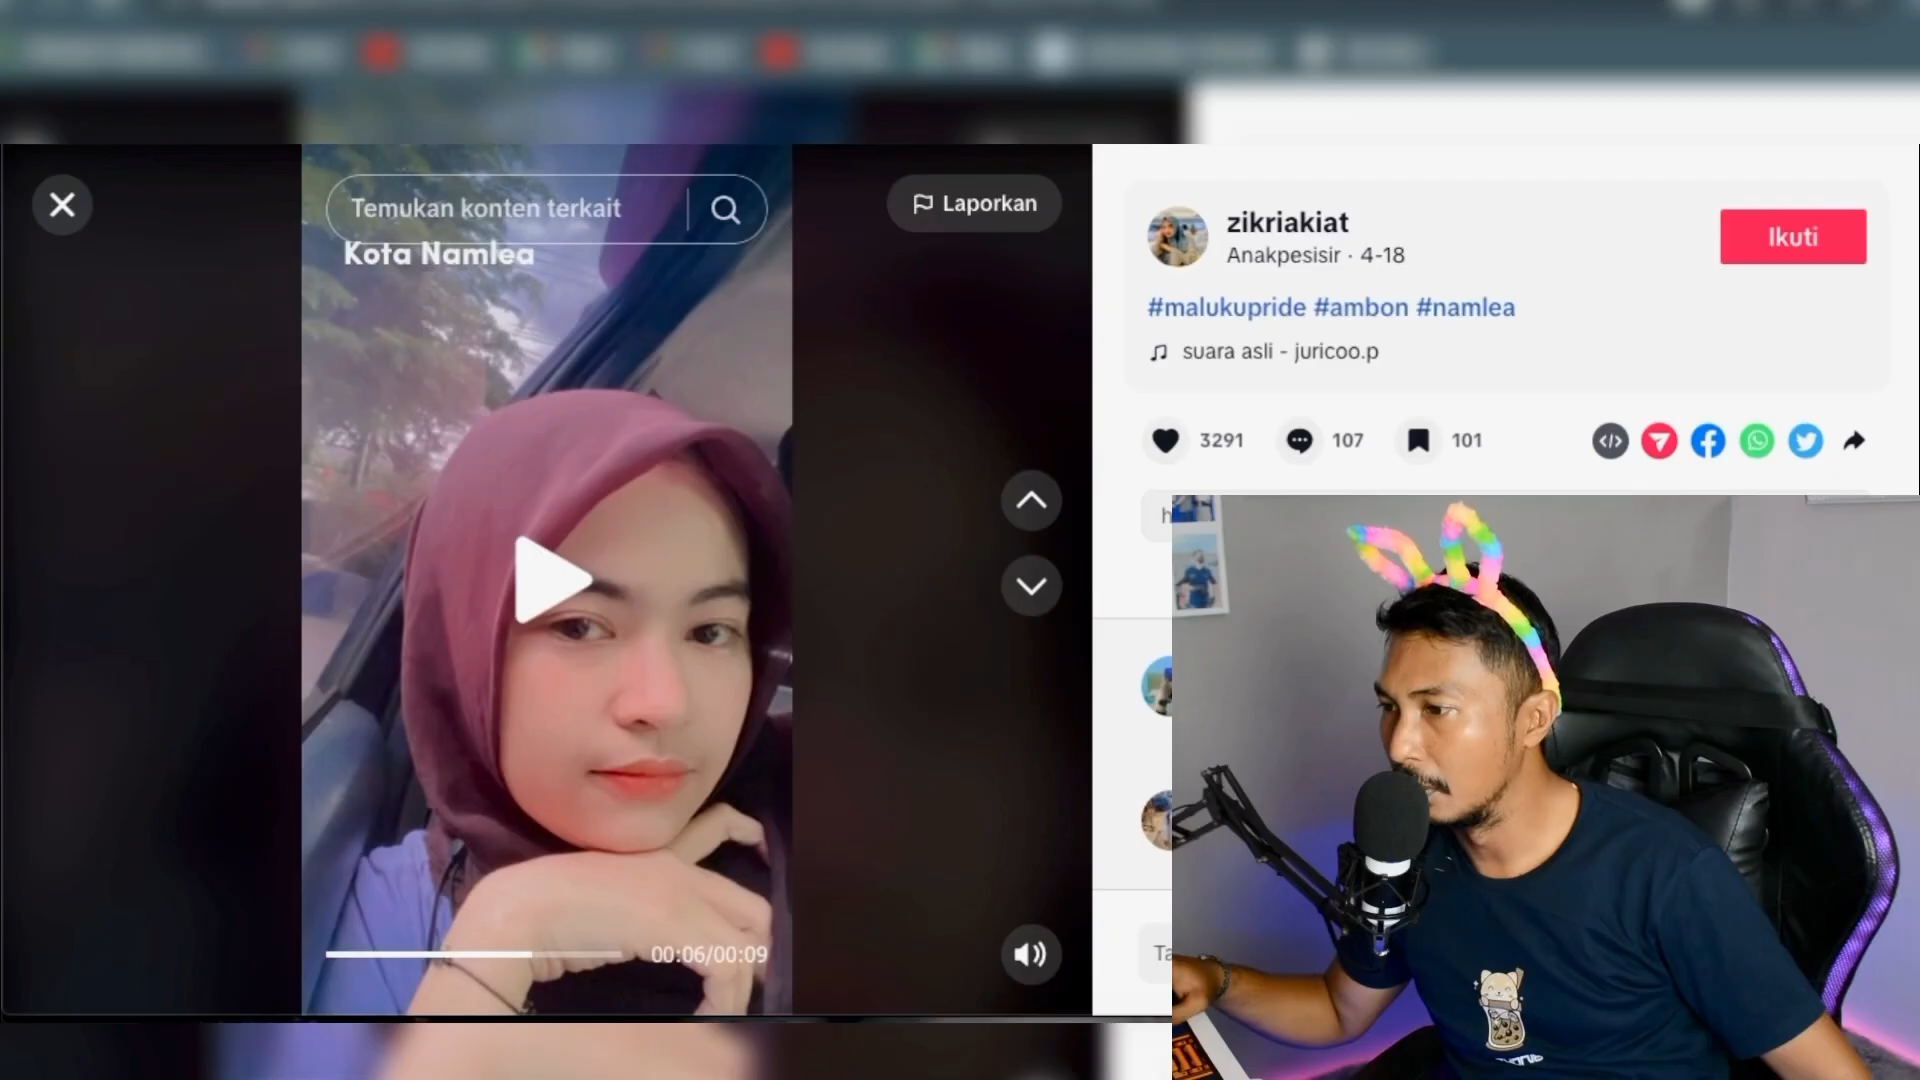 Temukan konten terkait
Kota Namlea
Laporkan
00:06/00:09
zikriakiat
Anakpesisir · 4-18
Ikuti
#malukupride #ambon #namlea
suara asli - juricoo.p
3291
107
101
h
Ta